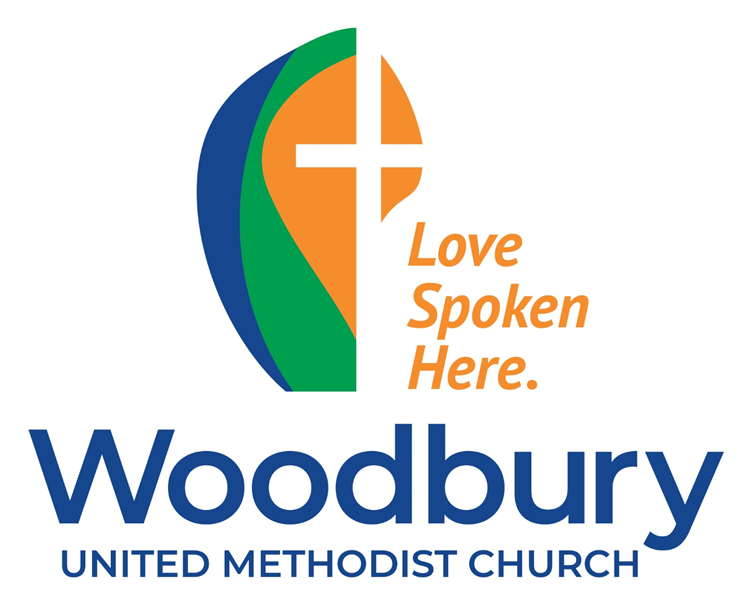 Love
Spoken
Here.
Woodbury
UNITED METHODIST CHURCH